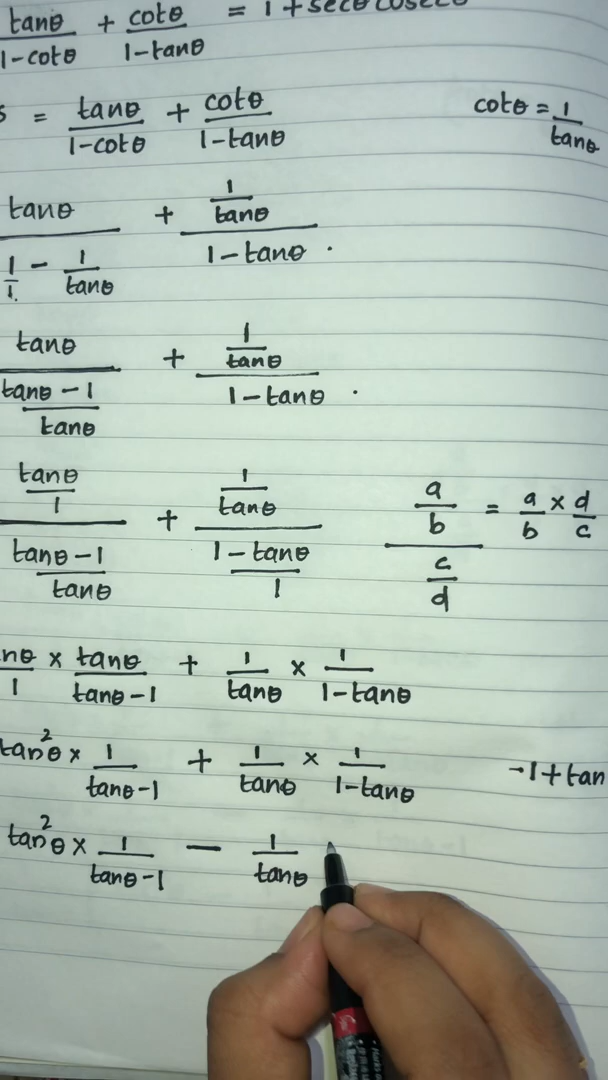 tanθ/1-cotθ + cotθ/1-tanθ = 1 + secθ cosecθ
s = tanθ/1-cotθ + cotθ/1-tanθ cotθ = 1/tanθ
tanθ/(1/1. - 1/tanθ) + (1/tanθ)/(1-tanθ) .
tanθ/((tanθ-1)/tanθ) + (1/tanθ)/(1-tanθ) .
(tanθ/1)/((tanθ-1)/tanθ) + (1/tanθ)/((1-tanθ)/1) (a/b)/(c/d) = a/b × d/c
nθ/1 × tanθ/tanθ-1 + 1/tanθ × 1/1-tanθ
tan²θ × 1/tanθ-1 + 1/tanθ × 1/1-tanθ -1+tan
tan²θ × 1/tanθ-1 - 1/tanθ